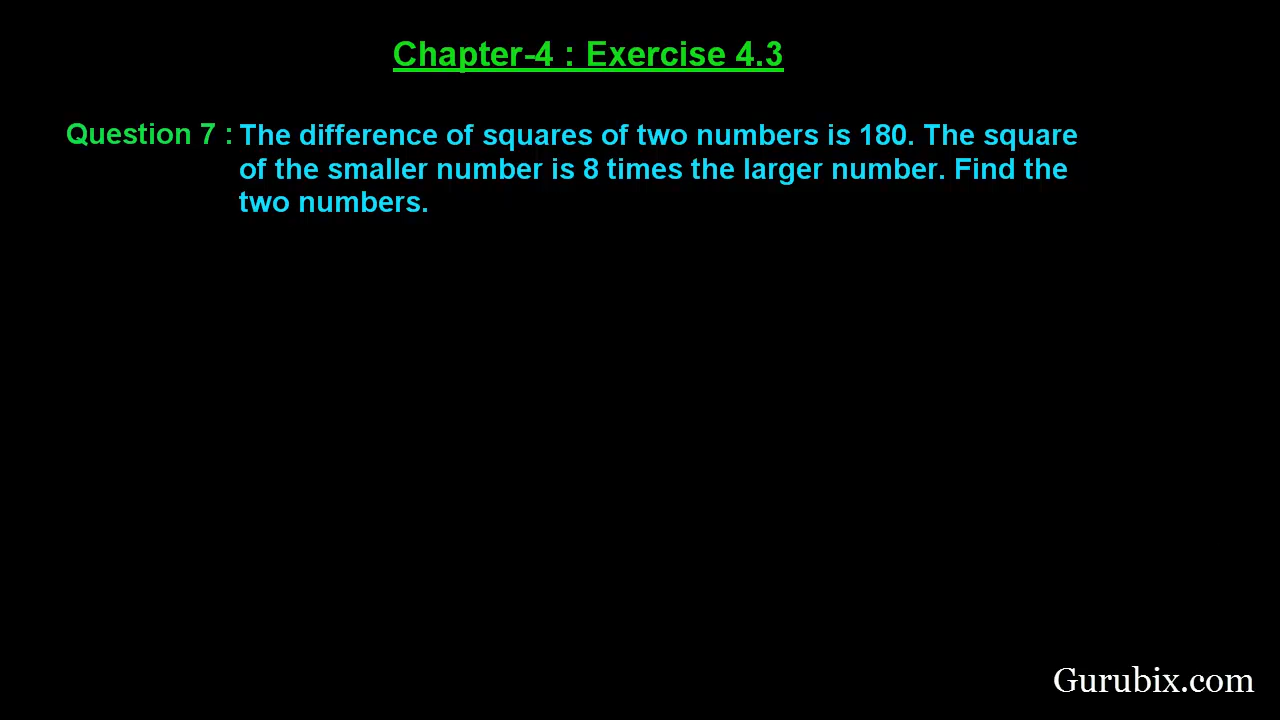 Chapter-4 : Exercise 4.3
Question 7 : The difference of squares of two numbers is 180. The square
of the smaller number is 8 times the larger number. Find the
two numbers.
Gurubix.com